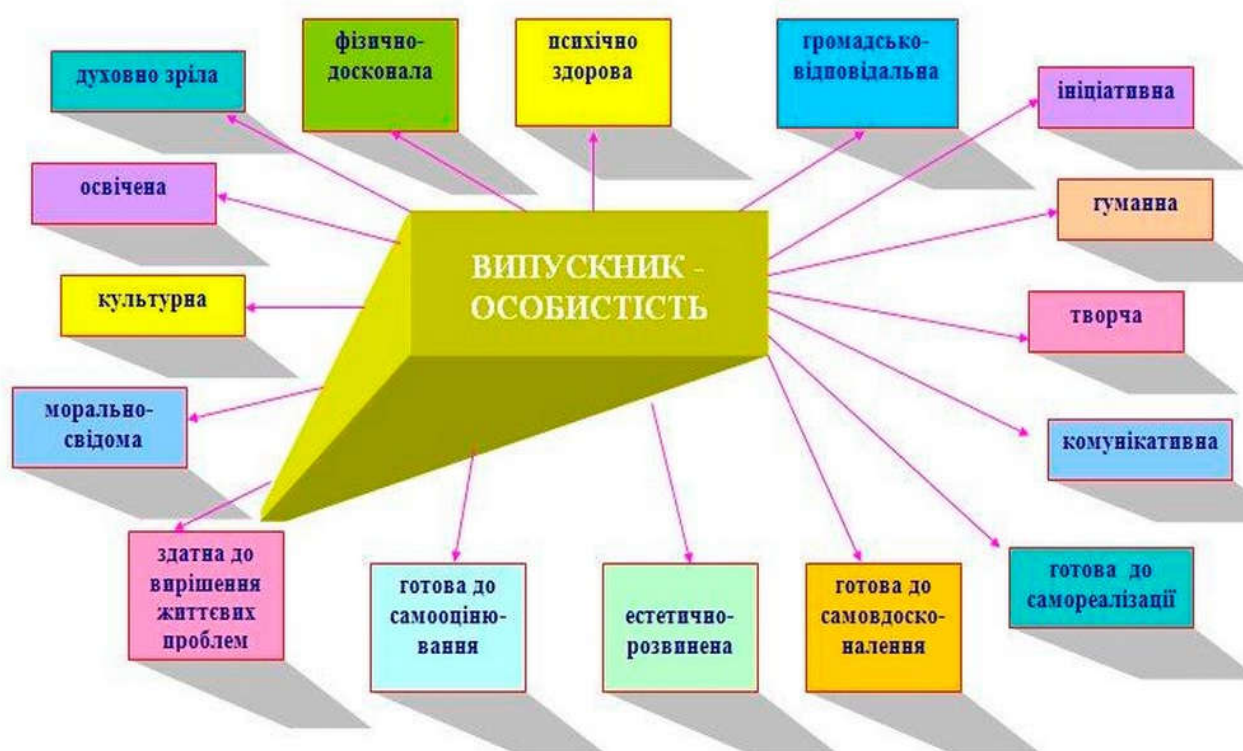 духовно зріла
фізично-
досконала
психічно
здорова
громадсько-
відповідальна
ініціативна
освічена
гуманна
ВИПУСКНИК -
ОСОБИСТІСТЬ
культурна
творча
морально-
свідома
комунікативна
здатна до
вирішення
життєвих
проблем
готова до
самооціню-
вання
естетично-
розвинена
готова до
самовдоско-
налення
готова до
самореалізації